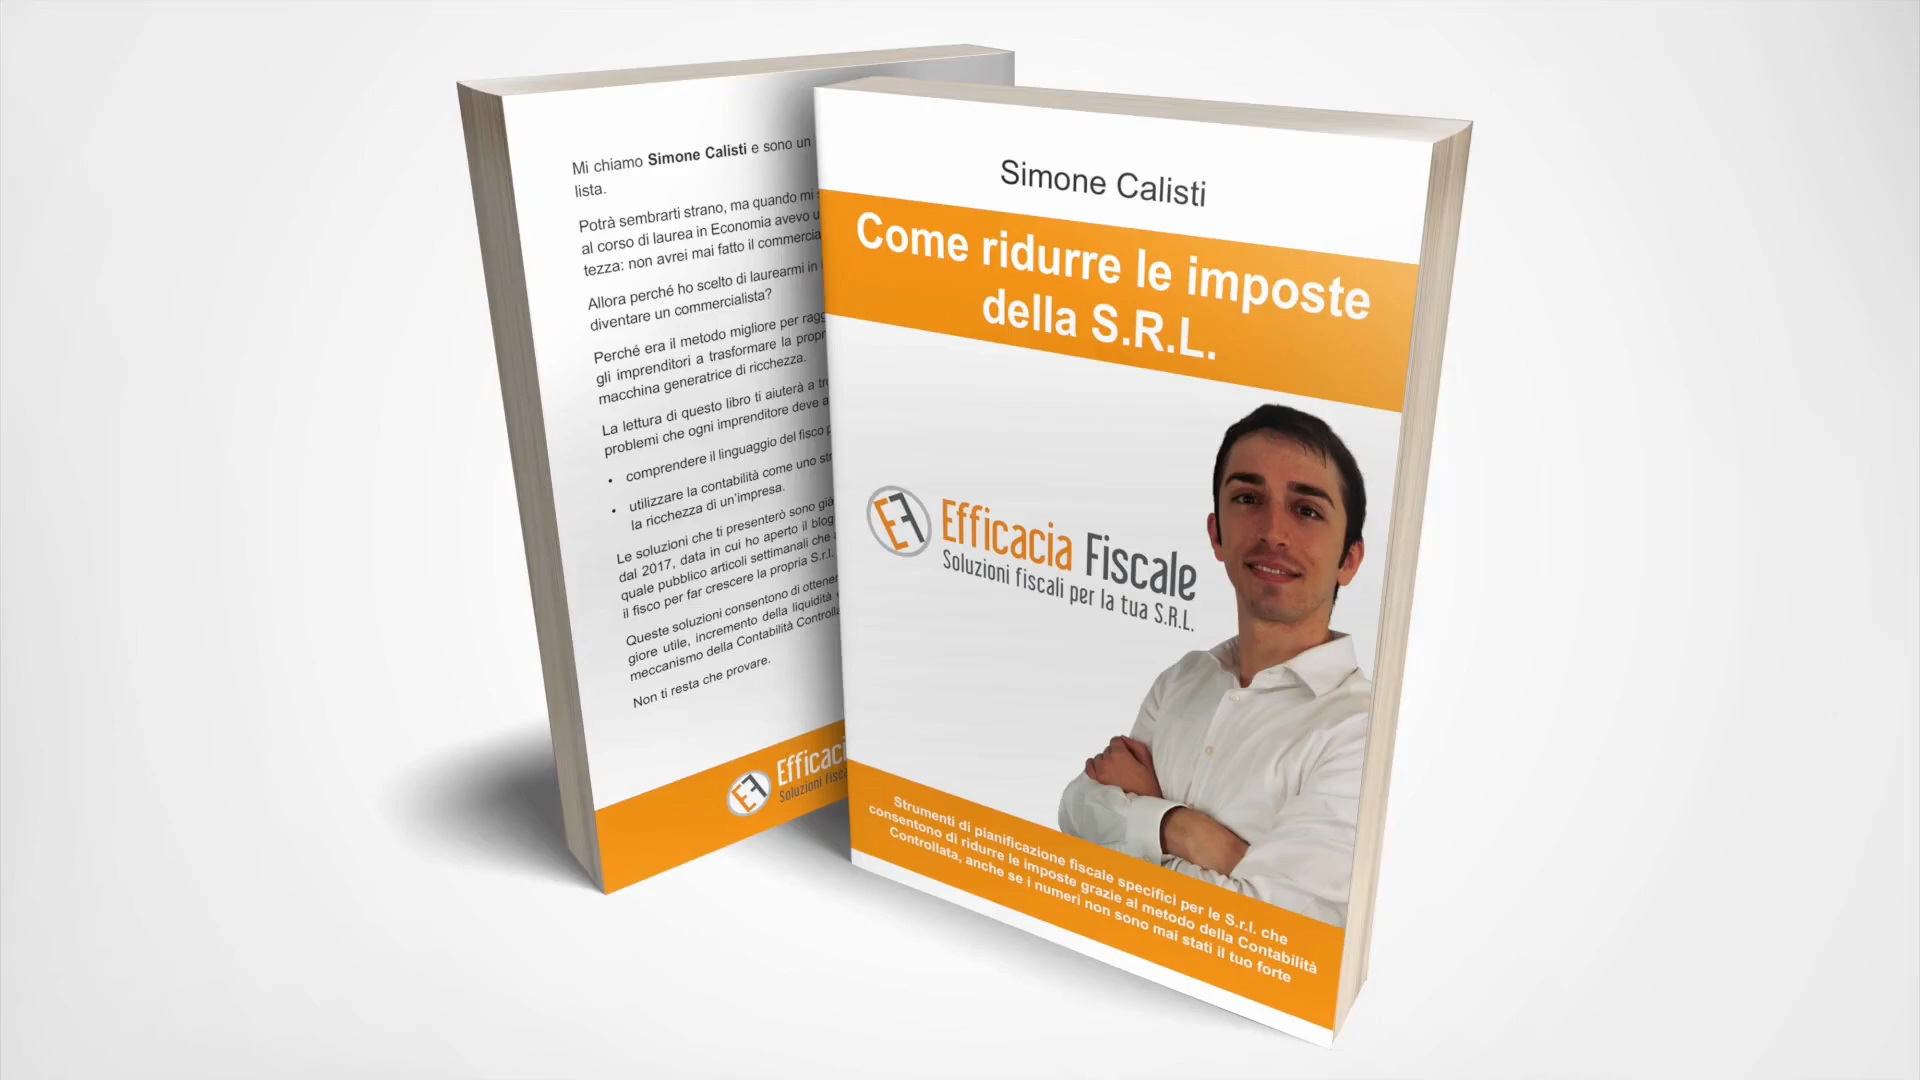 Mi chiamo Simone Calisti e sono un
lista.
Potrà sembrarti strano, ma quando mi
al corso di laurea in Economia avevo
tezza: non avrei mai fatto il commercia
Allora perché ho scelto di laurearmi in
diventare un commercialista?
Perché era il metodo migliore per ragg
gli imprenditori a trasformare la propr
macchina generatrice di ricchezza.
La lettura di questo libro ti aiuterà a
problemi che ogni imprenditore deve
• comprendere il linguaggio del fisco
• utilizzare la contabilità come uno
la ricchezza di un'impresa.
Le soluzioni che ti presenterò sono già
dal 2017, data in cui ho aperto il blog
quale pubblico articoli settimanali che
il fisco per far crescere la propria S.r.l.
Queste soluzioni consentono di ottener
giore utile, incremento della liquidità
meccanismo della Contabilità Controlla
Non ti resta che provare.
EF Efficaci
Soluzioni fisca
Simone Calisti
Come ridurre le imposte
della S.R.L.
EF Efficacia Fiscale
Soluzioni fiscali per la tua S.R.L.
Strumenti di pianificazione fiscale specifici per le S.r.l. che
consentono di ridurre le imposte grazie al metodo della Contabilità
Controllata, anche se i numeri non sono mai stati il tuo forte